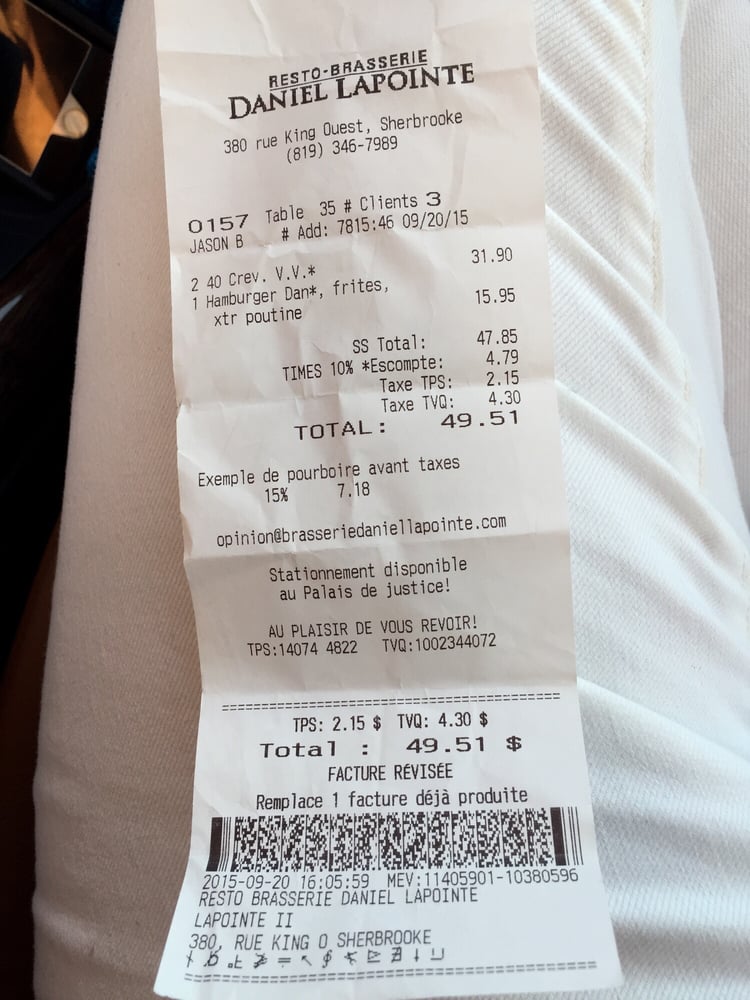 RESTO-BRASSERIE
DANIEL LAPOINTE
380 rue King Ouest, Sherbrooke
(819) 346-7989
0157 Table 35 # Clients 3
JASON B # Add: 7815:46 09/20/15
2 40 Crev. V.V.* 31.90
1 Hamburger Dan*, frites, 15.95
xtr poutine
SS Total: 47.85
TIMES 10% *Escompte: 4.79
Taxe TPS: 2.15
Taxe TVQ: 4.30
TOTAL: 49.51
Exemple de pourboire avant taxes
15% 7.18
opinion@brasseriedaniellapointe.com
Stationnement disponible
au Palais de justice!
AU PLAISIR DE VOUS REVOIR!
TPS:14074 4822 TVQ:1002344072
TPS: 2.15 $ TVQ: 4.30 $
Total : 49.51 $
FACTURE RÉVISÉE
Remplace 1 facture déjà produite
2015-09-20 16:05:59 MEV:11405901-10380596
RESTO BRASSERIE DANIEL LAPOINTE
LAPOINTE II
380, RUE KING O SHERBROOKE